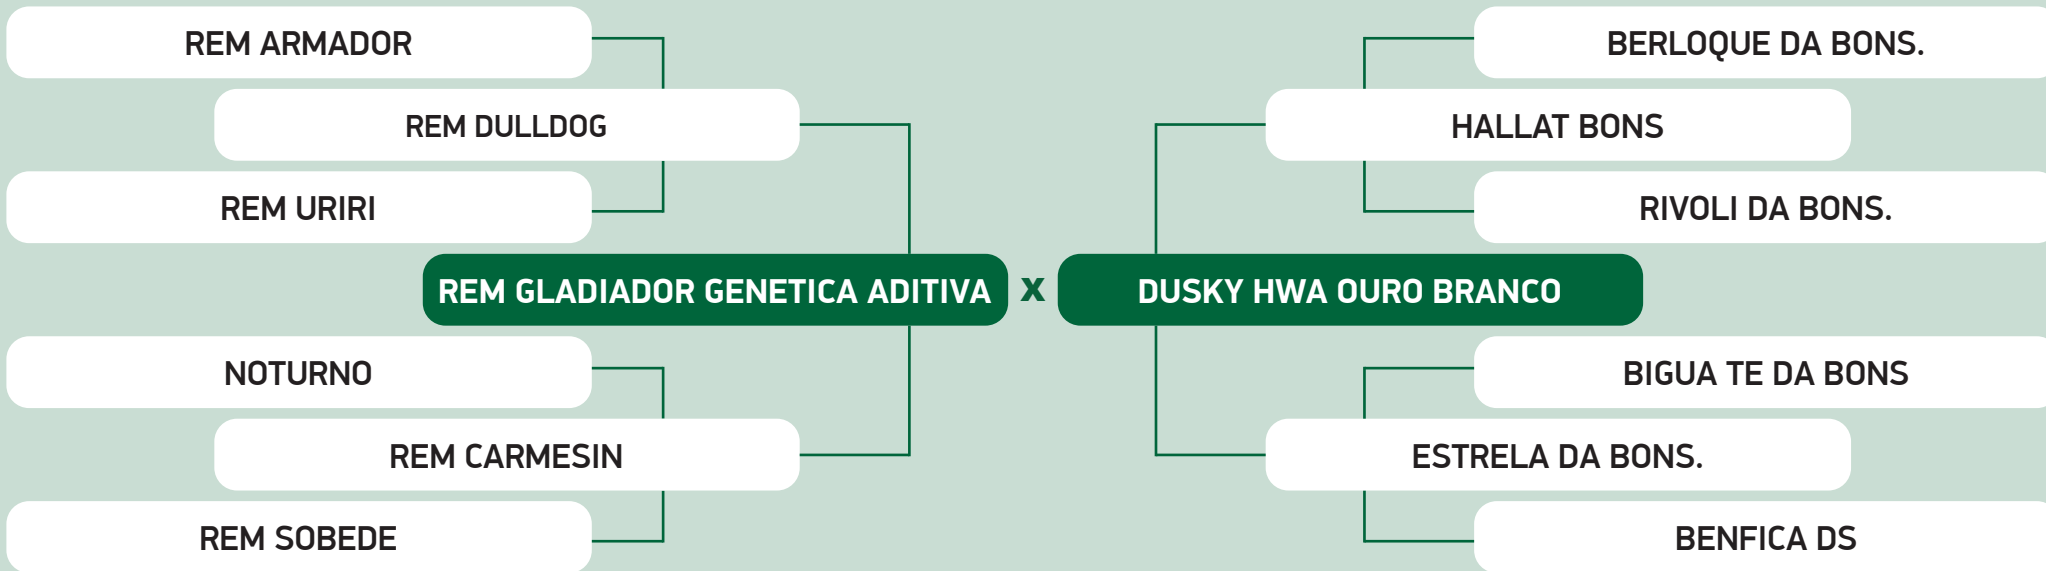 REM ARMADOR
REM DULLDOG
REM URIRI
REM GLADIADOR GENETICA ADITIVA
NOTURNO
REM CARMESIN
REM SOBEDE
x
BERLOQUE DA BONS.
HALLAT BONS
RIVOLI DA BONS.
DUSKY HWA OURO BRANCO
BIGUA TE DA BONS
ESTRELA DA BONS.
BENFICA DS